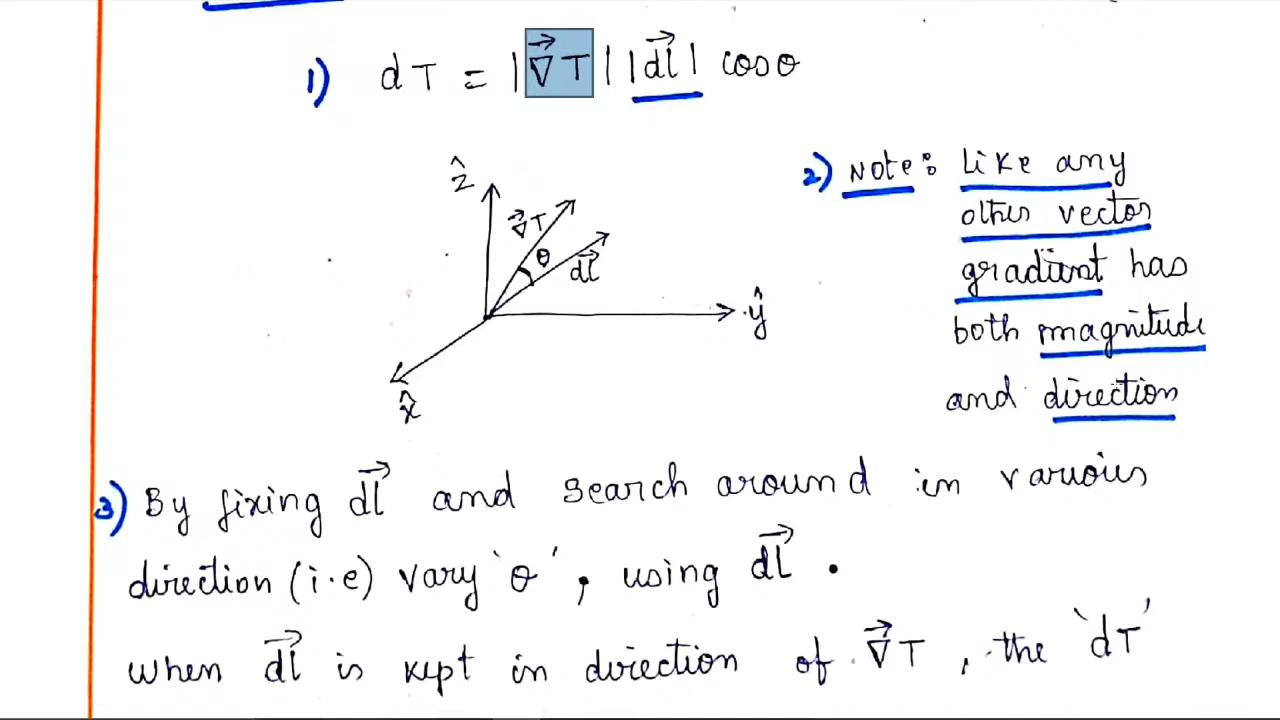 1) dT = |∇⃗T| |dl⃗| cosθ
ẑ
∇⃗T
θ
dl⃗
ŷ
x̂
2) Note: Like any
other vector
gradient has
both magnitude
and direction
3) By fixing dl⃗ and search around in various
direction (i.e) vary 'θ', using dl⃗.
when dl⃗ is kept in direction of ∇⃗T, the 'dT'